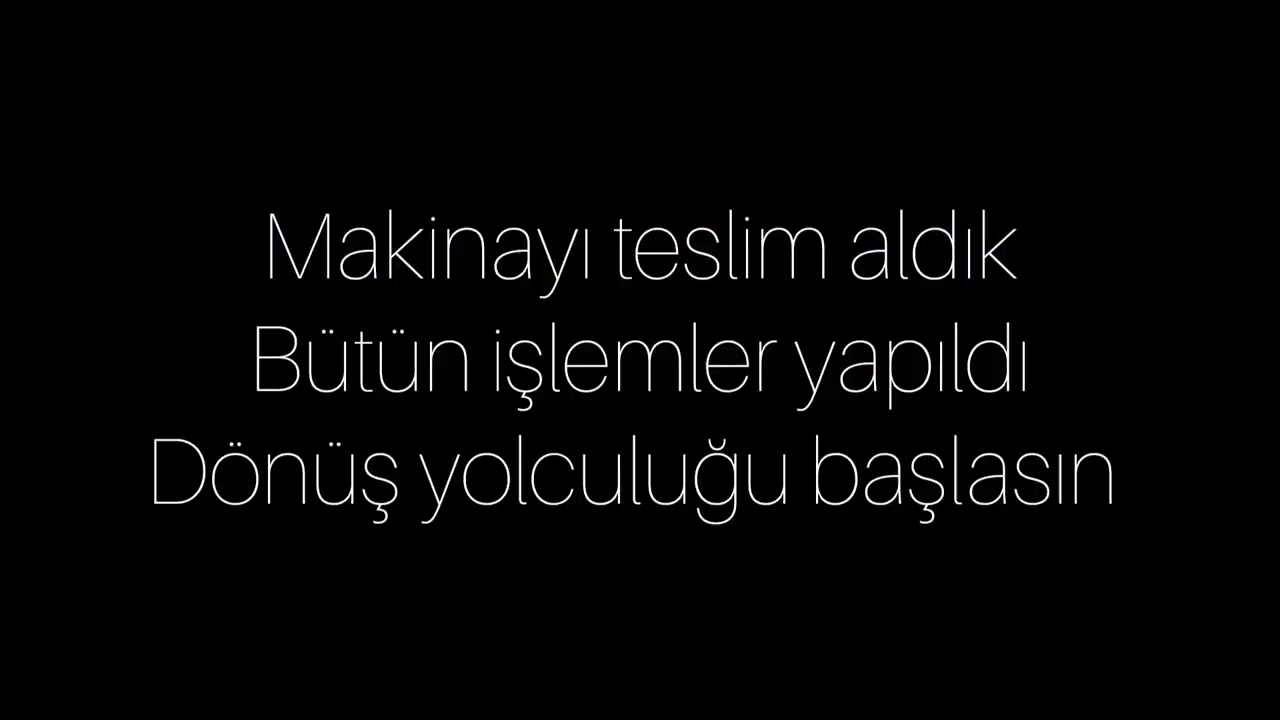 Makinayı teslim aldık
Bütün işlemler yapıldı
Dönüş yolculuğu başlasın